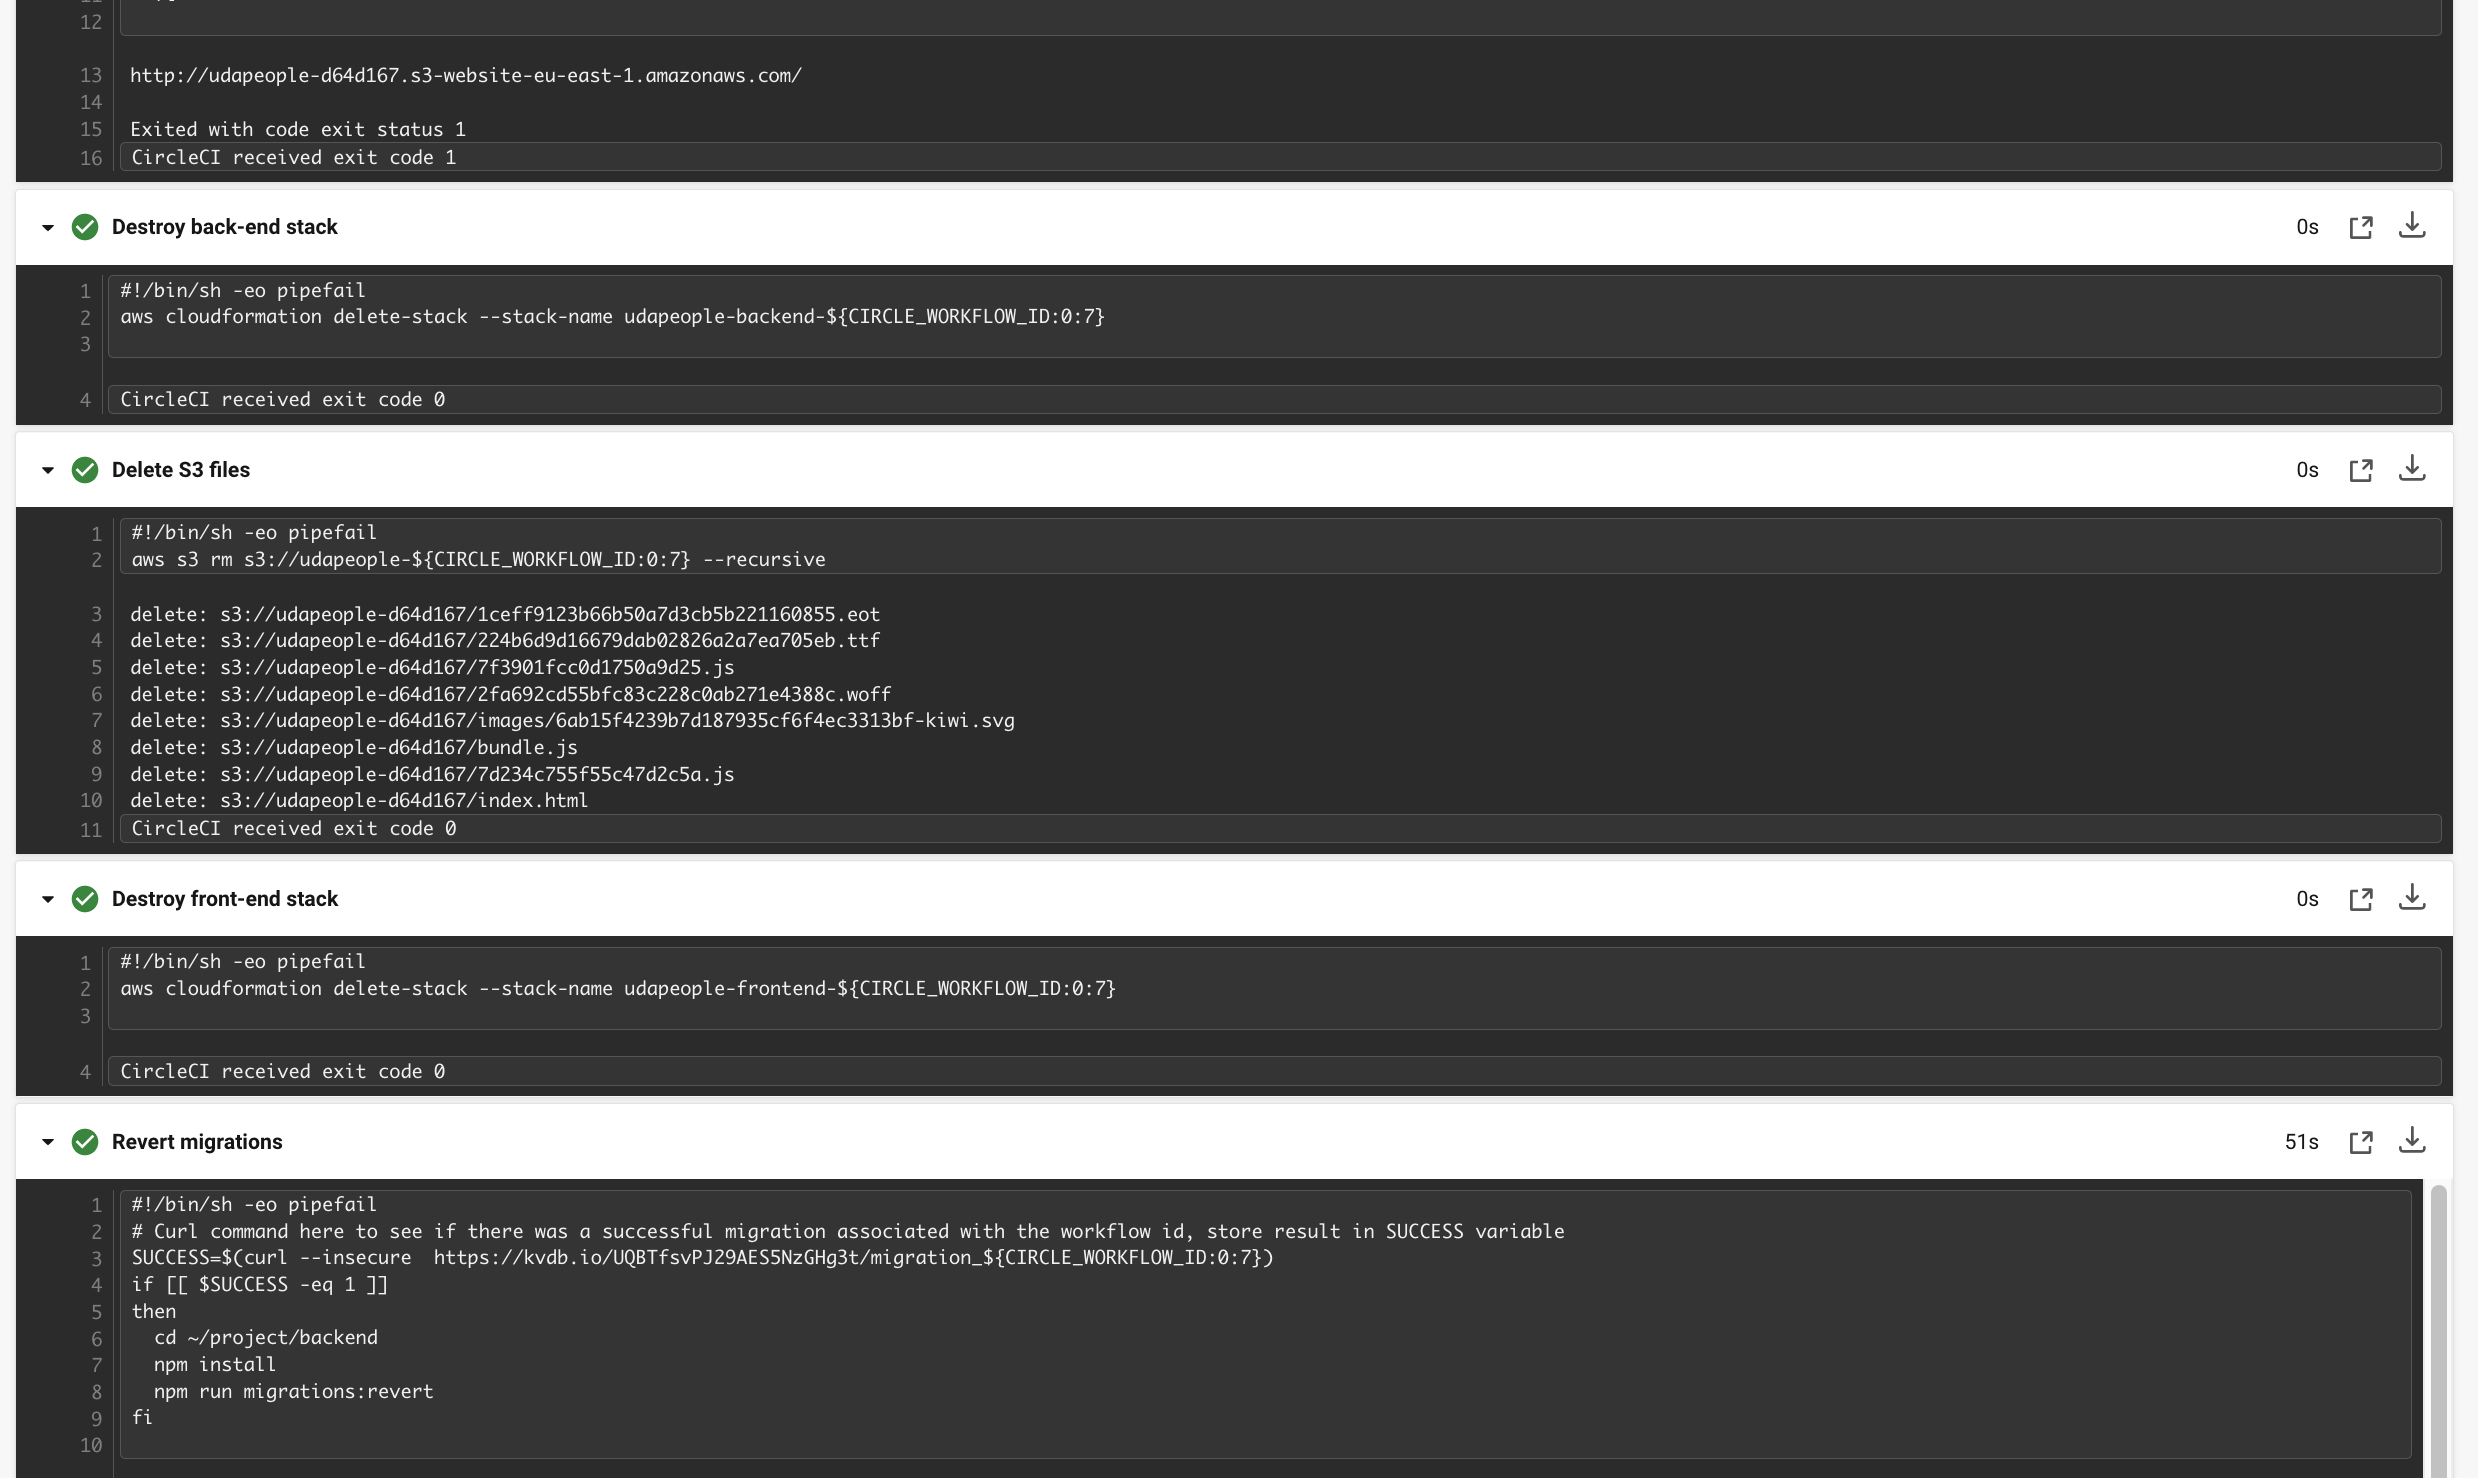 12
13 http://udapeople-d64d167.s3-website-eu-east-1.amazonaws.com/
14
15 Exited with code exit status 1
16 CircleCI received exit code 1
Destroy back-end stack 0s
1 #!/bin/sh -eo pipefail
2 aws cloudformation delete-stack --stack-name udapeople-backend-${CIRCLE_WORKFLOW_ID:0:7}
3
4 CircleCI received exit code 0
Delete S3 files 0s
1 #!/bin/sh -eo pipefail
2 aws s3 rm s3://udapeople-${CIRCLE_WORKFLOW_ID:0:7} --recursive
3 delete: s3://udapeople-d64d167/1ceff9123b66b50a7d3cb5b221160855.eot
4 delete: s3://udapeople-d64d167/224b6d9d16679dab02826a2a7ea705eb.ttf
5 delete: s3://udapeople-d64d167/7f3901fcc0d1750a9d25.js
6 delete: s3://udapeople-d64d167/2fa692cd55bfc83c228c0ab271e4388c.woff
7 delete: s3://udapeople-d64d167/images/6ab15f4239b7d187935cf6f4ec3313bf-kiwi.svg
8 delete: s3://udapeople-d64d167/bundle.js
9 delete: s3://udapeople-d64d167/7d234c755f55c47d2c5a.js
10 delete: s3://udapeople-d64d167/index.html
11 CircleCI received exit code 0
Destroy front-end stack 0s
1 #!/bin/sh -eo pipefail
2 aws cloudformation delete-stack --stack-name udapeople-frontend-${CIRCLE_WORKFLOW_ID:0:7}
3
4 CircleCI received exit code 0
Revert migrations 51s
1 #!/bin/sh -eo pipefail
2 # Curl command here to see if there was a successful migration associated with the workflow id, store result in SUCCESS variable
3 SUCCESS=$(curl --insecure  https://kvdb.io/UQBTfsvPJ29AES5NzGHg3t/migration_${CIRCLE_WORKFLOW_ID:0:7})
4 if [[ $SUCCESS -eq 1 ]]
5 then
6   cd ~/project/backend
7   npm install
8   npm run migrations:revert
9 fi
10